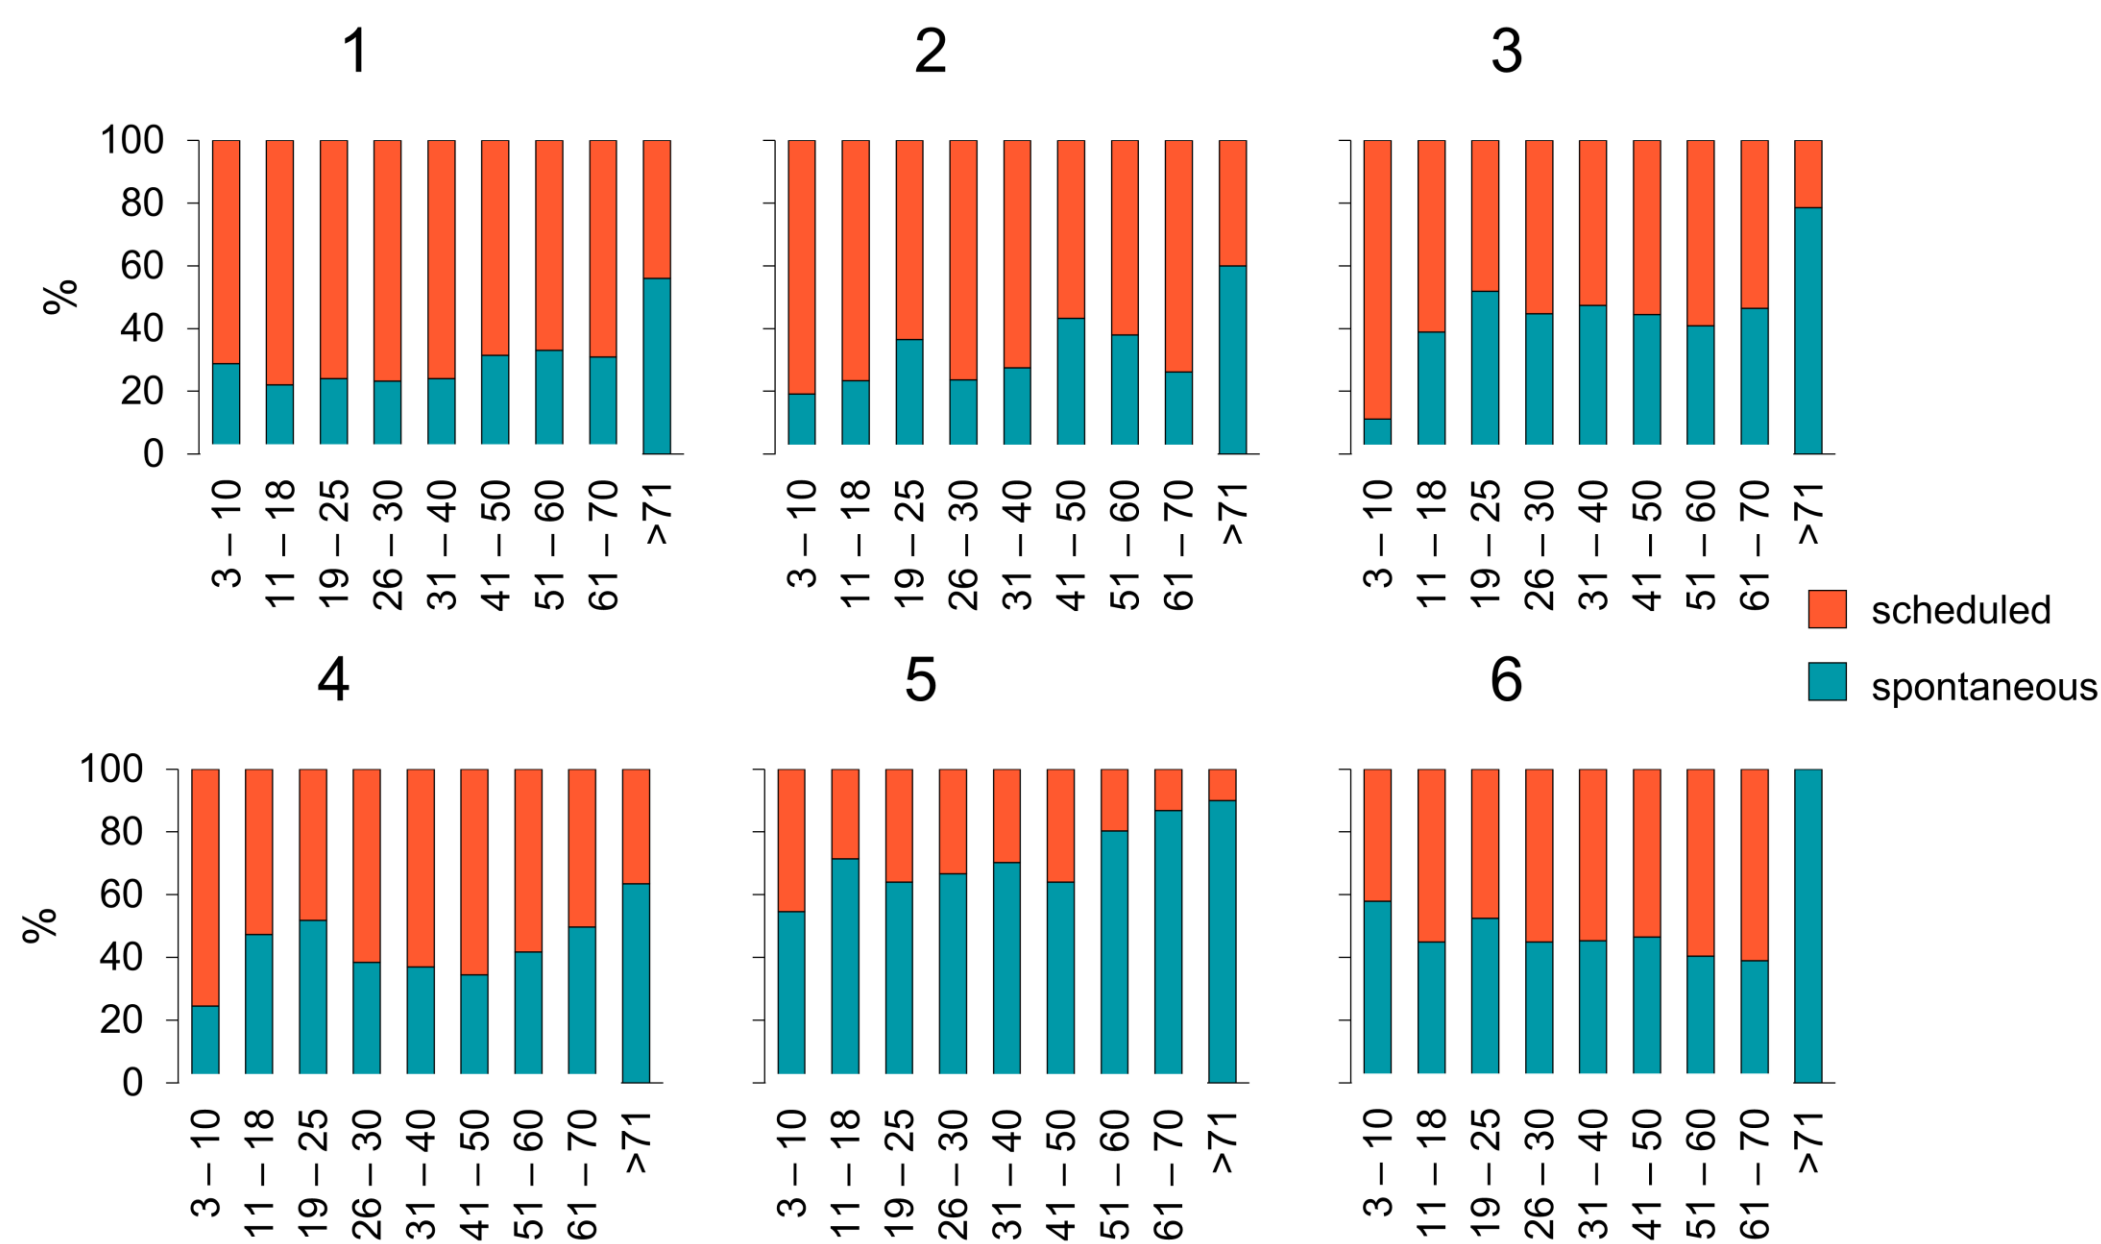 1
2
3
100
80
60
40
20
0
%
3 – 10
11 – 18
19 – 25
26 – 30
31 – 40
41 – 50
51 – 60
61 – 70
>71
3 – 10
11 – 18
19 – 25
26 – 30
31 – 40
41 – 50
51 – 60
61 – 70
>71
3 – 10
11 – 18
19 – 25
26 – 30
31 – 40
41 – 50
51 – 60
61 – 70
>71
scheduled
spontaneous
4
5
6
100
80
60
40
20
0
%
3 – 10
11 – 18
19 – 25
26 – 30
31 – 40
41 – 50
51 – 60
61 – 70
>71
3 – 10
11 – 18
19 – 25
26 – 30
31 – 40
41 – 50
51 – 60
61 – 70
>71
3 – 10
11 – 18
19 – 25
26 – 30
31 – 40
41 – 50
51 – 60
61 – 70
>71